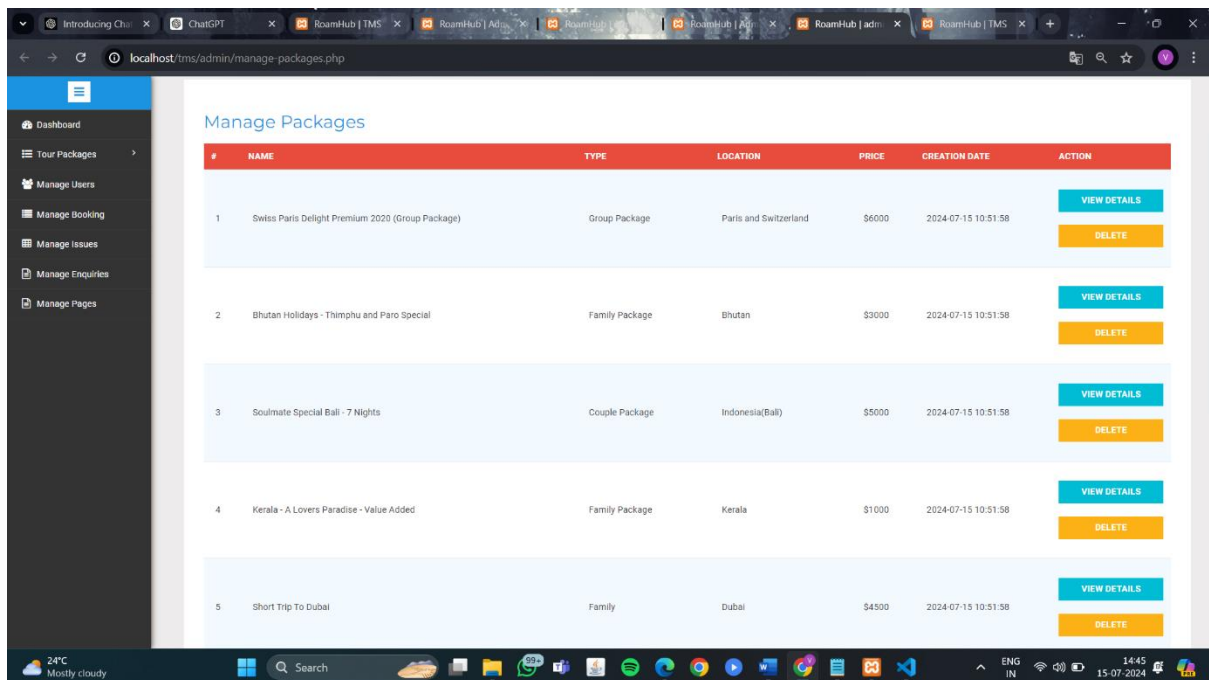 Introducing Cha
ChatGPT
RoamHub | TMS
RoamHub | Adm
RoamHub |
RoamHub | Adm
RoamHub | adm
RoamHub | TMS
localhost/tms/admin/manage-packages.php
V
Dashboard
Tour Packages
Manage Users
Manage Booking
Manage Issues
Manage Enquiries
Manage Pages
Manage Packages
# NAME TYPE LOCATION PRICE CREATION DATE ACTION
1 Swiss Paris Delight Premium 2020 (Group Package) Group Package Paris and Switzerland $6000 2024-07-15 10:51:58 VIEW DETAILS
DELETE
2 Bhutan Holidays - Thimphu and Paro Special Family Package Bhutan $3000 2024-07-15 10:51:58 VIEW DETAILS
DELETE
3 Soulmate Special Bali - 7 Nights Couple Package Indonesia(Bali) $5000 2024-07-15 10:51:58 VIEW DETAILS
DELETE
4 Kerala - A Lovers Paradise - Value Added Family Package Kerala $1000 2024-07-15 10:51:58 VIEW DETAILS
DELETE
5 Short Trip To Dubai Family Dubai $4500 2024-07-15 10:51:58 VIEW DETAILS
DELETE
24°C
Mostly cloudy
Search
99+
ENG
IN
14:45
15-07-2024